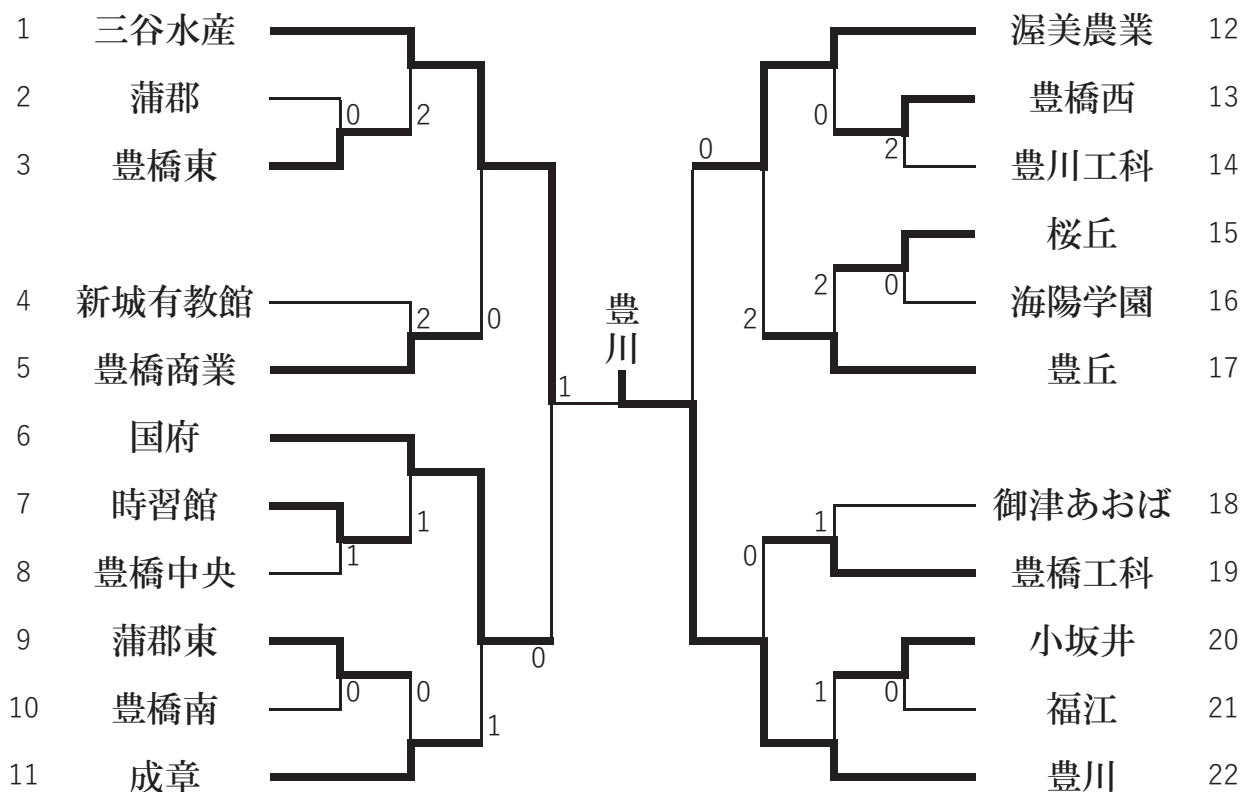 1 三谷水産
2 蒲郡
0
2
3 豊橋東
4 新城有教館
2
0
5 豊橋商業
6 国府
7 時習館
1
1
8 豊橋中央
9 蒲郡東
0
0
10 豊橋南
1
11 成章
0
1
豊川
0
渥美農業 12
豊橋西 13
0
2
豊川工科 14
桜丘 15
2
0
海陽学園 16
2
豊丘 17
御津あおば 18
1
0
豊橋工科 19
小坂井 20
1
0
福江 21
豊川 22